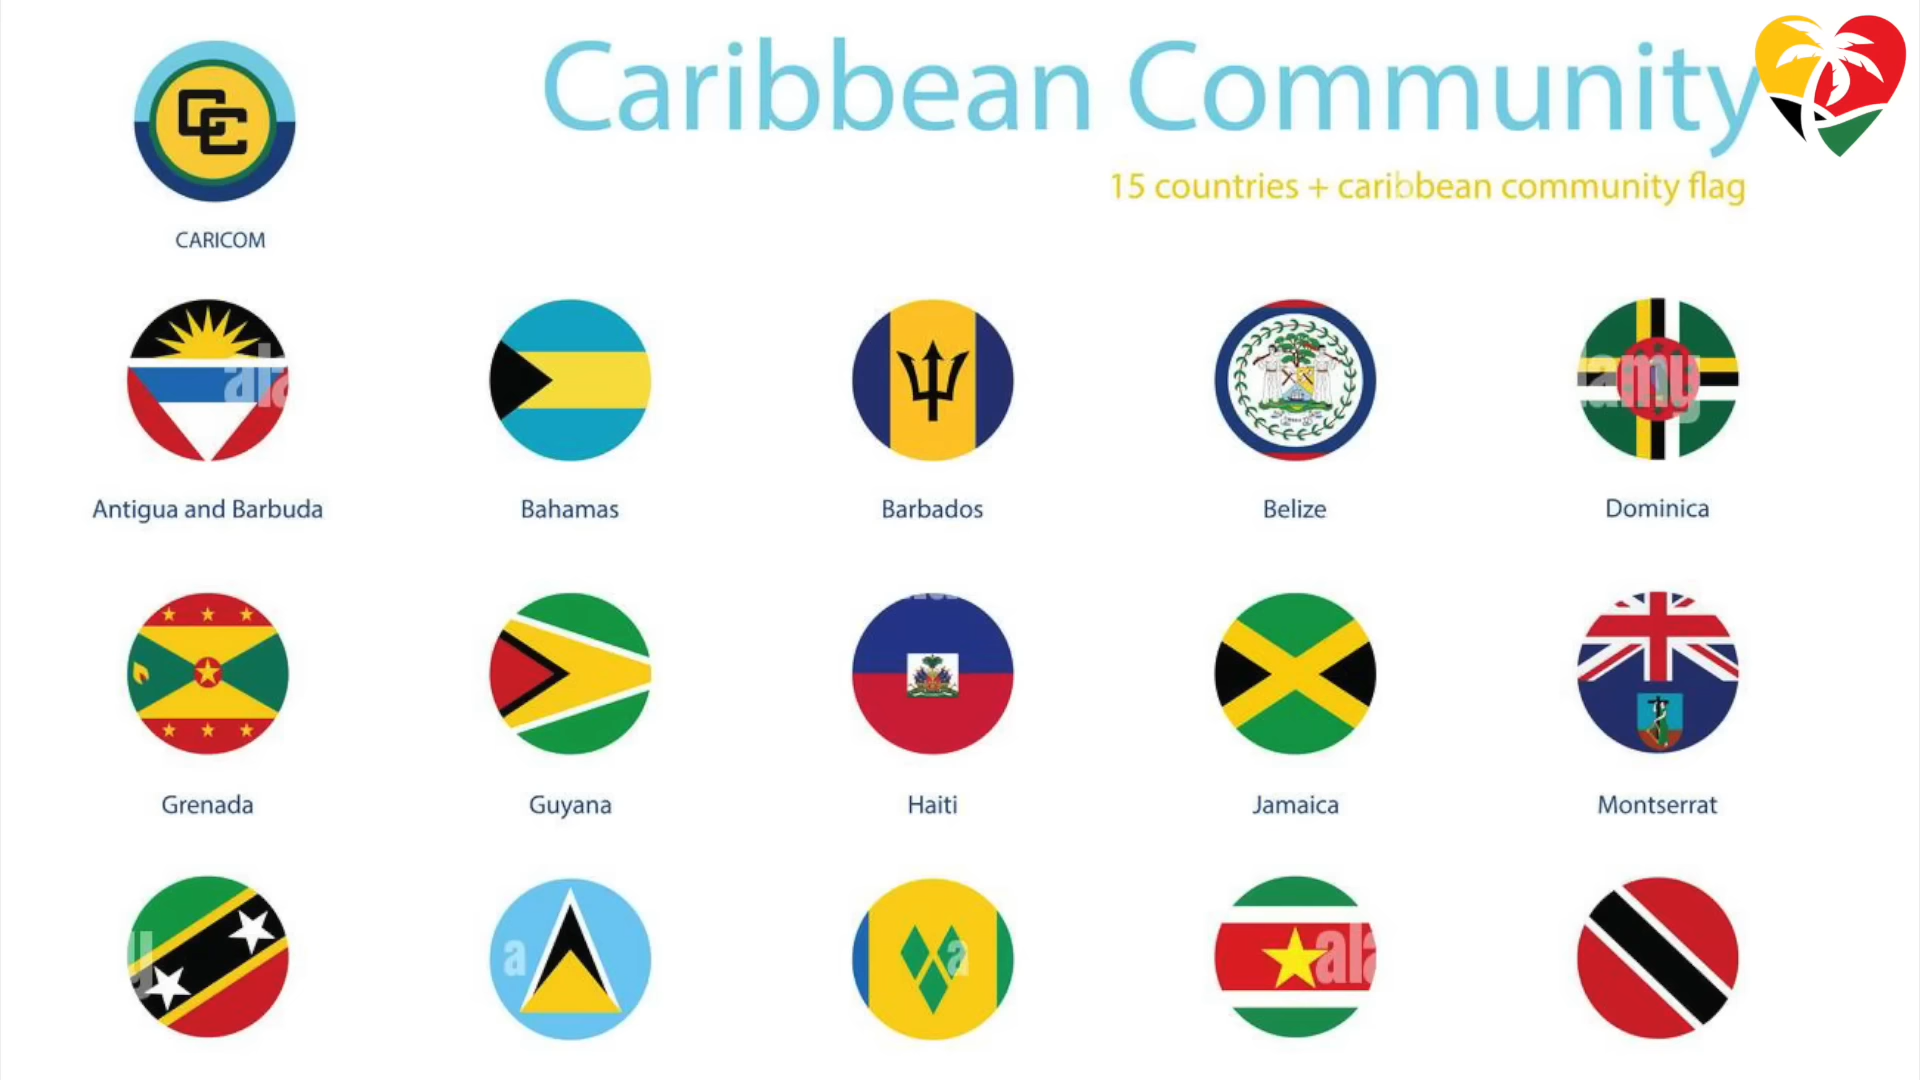 Caribbean Community
15 countries + caribbean community flag
CARICOM
Antigua and Barbuda
Bahamas
Barbados
Belize
Dominica
Grenada
Guyana
Haiti
Jamaica
Montserrat